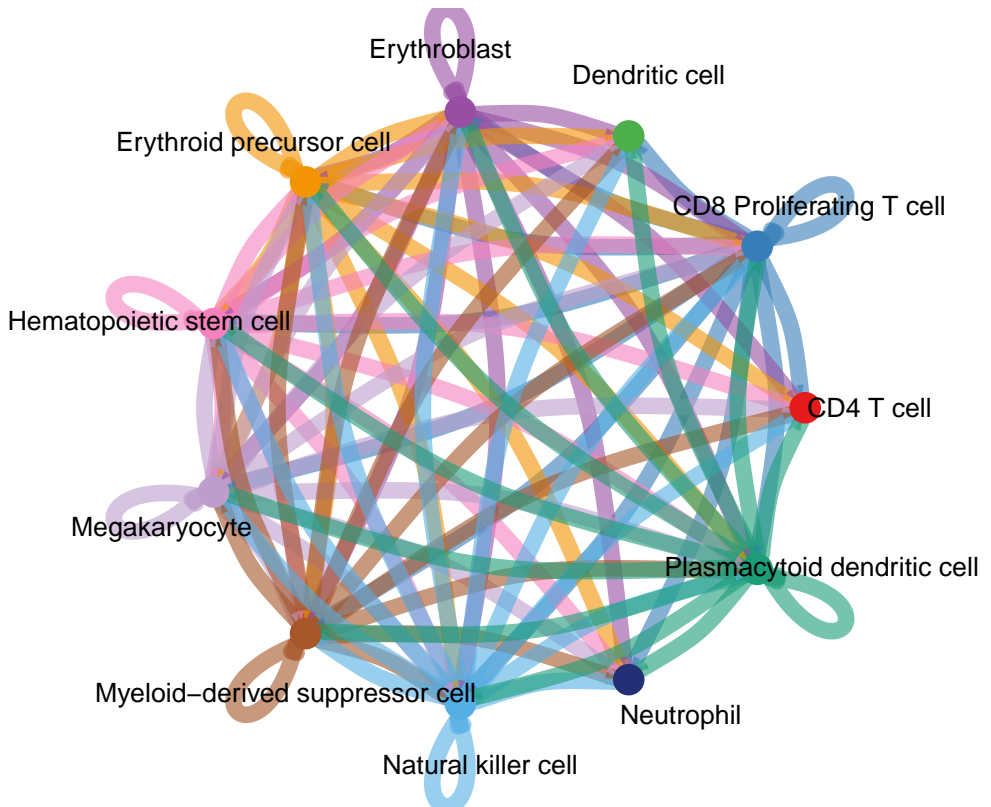 Erythroblast
Dendritic cell
Erythroid precursor cell
CD8 Proliferating T cell
Hematopoietic stem cell
CD4 T cell
Megakaryocyte
Plasmacytoid dendritic cell
Myeloid−derived suppressor cell
Neutrophil
Natural killer cell